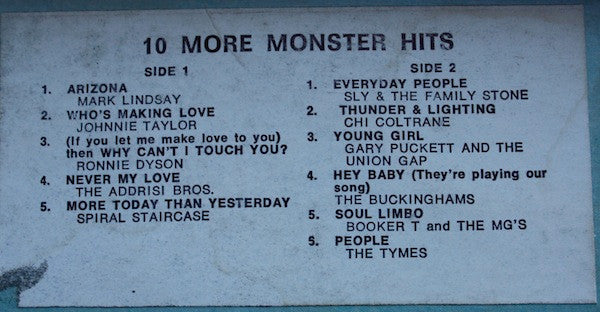 10 MORE MONSTER HITS
SIDE 1
1. ARIZONA
MARK LINDSAY
2. WHO'S MAKING LOVE
JOHNNIE TAYLOR
3. (If you let me make love to you)
then WHY CAN'T I TOUCH YOU?
RONNIE DYSON
4. NEVER MY LOVE
THE ADDRISI BROS.
5. MORE TODAY THAN YESTERDAY
SPIRAL STAIRCASE
SIDE 2
1. EVERYDAY PEOPLE
SLY & THE FAMILY STONE
2. THUNDER & LIGHTING
CHI COLTRANE
3. YOUNG GIRL
GARY PUCKETT AND THE
UNION GAP
4. HEY BABY (They're playing our
song)
THE BUCKINGHAMS
5. SOUL LIMBO
BOOKER T and THE MG'S
5. PEOPLE
THE TYMES